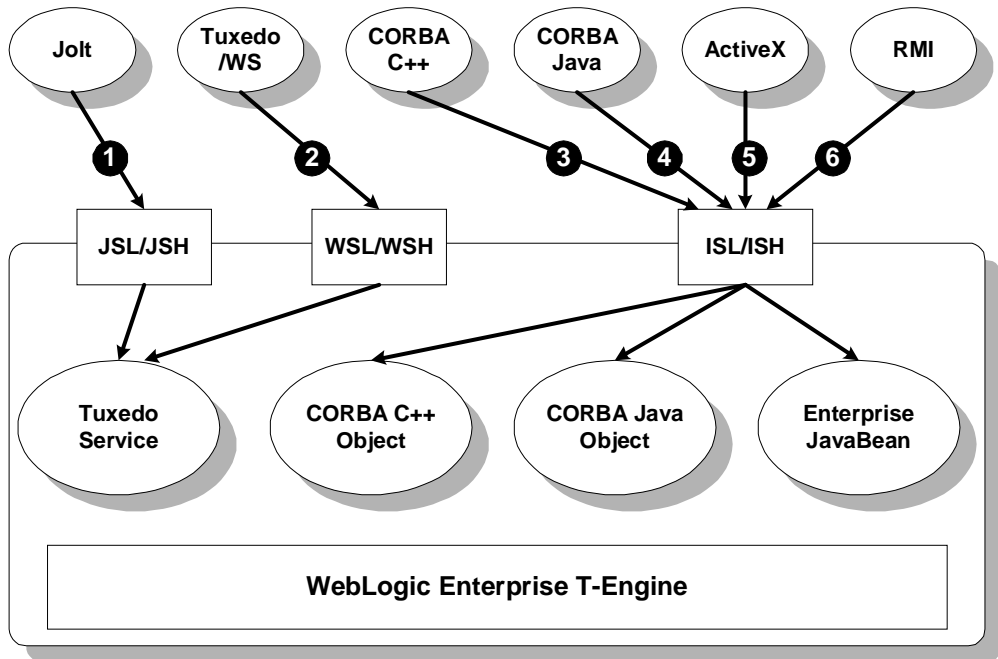 Jolt
Tuxedo
/WS
CORBA
C++
CORBA
Java
ActiveX
RMI
1
2
3
4
5
6
JSL/JSH
WSL/WSH
ISL/ISH
Tuxedo
Service
CORBA C++
Object
CORBA Java
Object
Enterprise
JavaBean
WebLogic Enterprise T-Engine